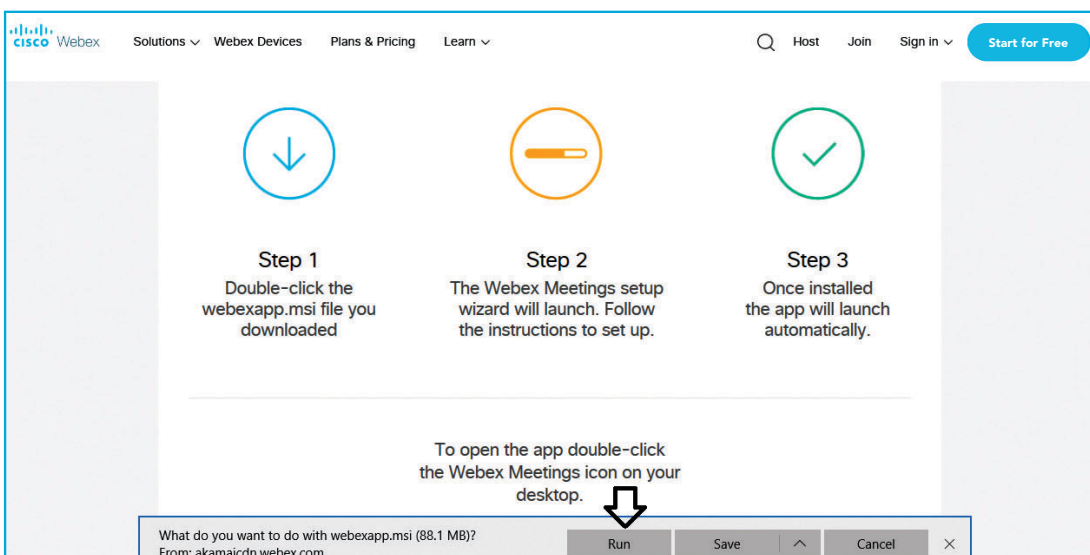 CISCO Webex Solutions Webex Devices Plans & Pricing Learn Host Join Sign in Start for Free
Step 1
Double-click the
webexapp.msi file you
downloaded
Step 2
The Webex Meetings setup
wizard will launch. Follow
the instructions to set up.
Step 3
Once installed
the app will launch
automatically.
To open the app double-click
the Webex Meetings icon on your
desktop.
What do you want to do with webexapp.msi (88.1 MB)?
From: akamaicdn.webex.com
Run Save Cancel